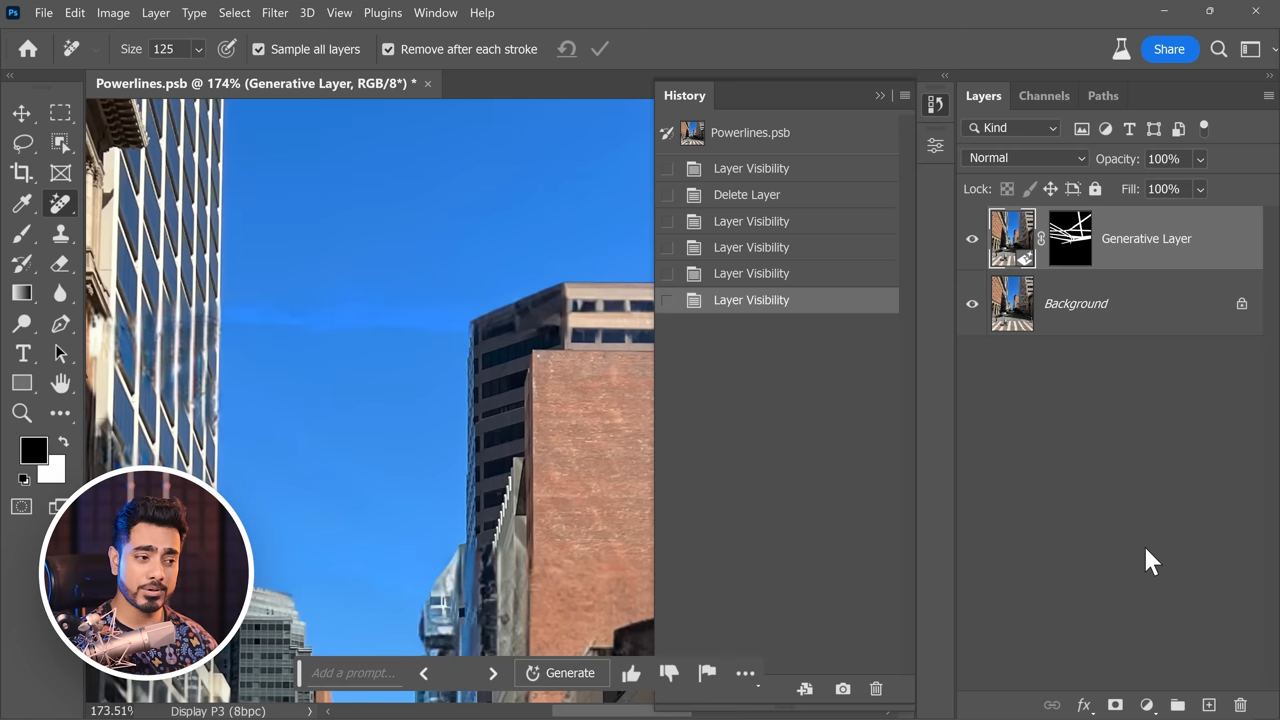 Ps File Edit Image Layer Type Select Filter 3D View Plugins Window Help
Size 125 Sample all layers Remove after each stroke Share
Powerlines.psb @ 174% (Generative Layer, RGB/8*) * ×
History
Powerlines.psb
Layer Visibility
Delete Layer
Layer Visibility
Layer Visibility
Layer Visibility
Layer Visibility
Layers Channels Paths
Kind
Normal Opacity: 100%
Lock: Fill: 100%
Generative Layer
Background
Add a prompt... Generate
173.51% Display P3 (8bpc)
fx